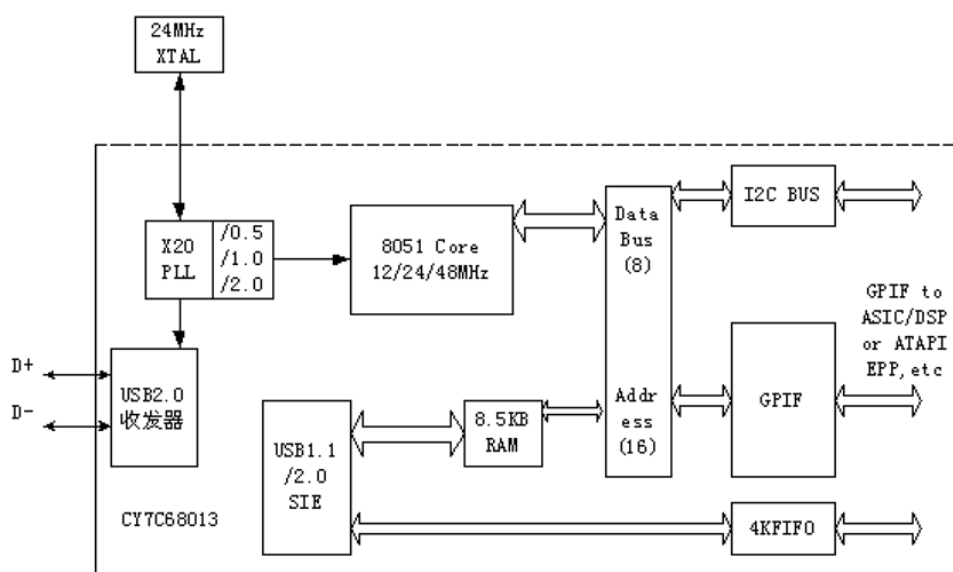 24MHz
XTAL
X20
PLL
/0.5
/1.0
/2.0
8051 Core
12/24/48MHz
Data
Bus
(8)
Addr
ess
(16)
I2C BUS
GPIF to
ASIC/DSP
or ATAPI
EPP,etc
D+
D-
USB2.0
收发器
USB1.1
/2.0
SIE
8.5KB
RAM
GPIF
CY7C68013
4KFIFO